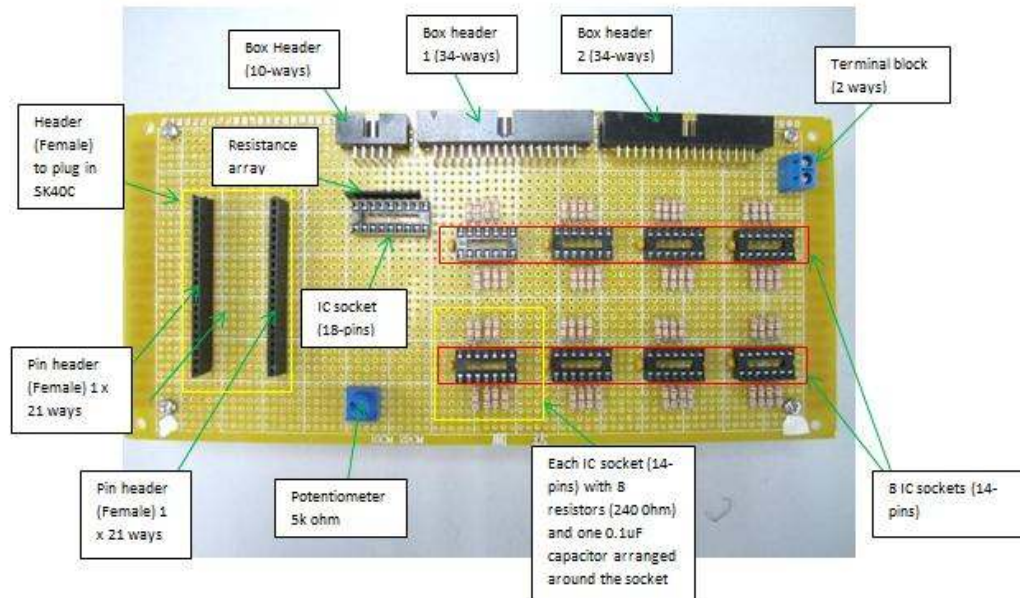 Box Header
(10-ways)
Box header
1 (34-ways)
Box header
2 (34-ways)
Terminal block
(2 ways)
Header
(Female)
to plug in
SK40C
Resistance
array
IC socket
(18-pins)
Pin header
(Female) 1 x
21 ways
Pin header
(Female) 1
x 21 ways
Potentiometer
5k ohm
Each IC socket (14-
pins) with 8
resistors (240 Ohm)
and one 0.1uF
capacitor arranged
around the socket
8 IC sockets (14-
pins)